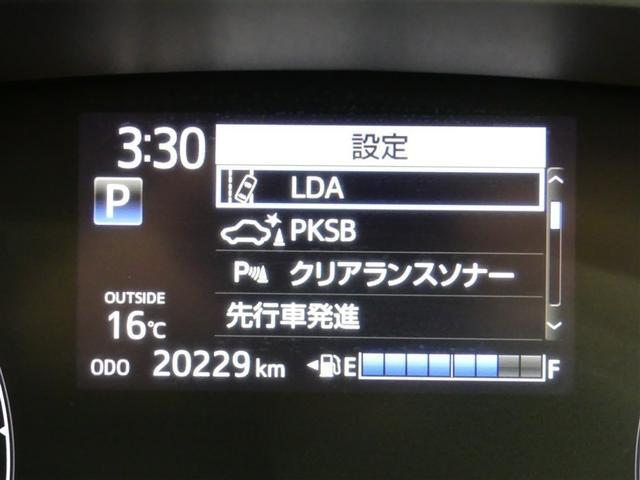 3:30
設定
P
LDA
PKSB
P クリアランスソナー
先行車発進
OUTSIDE
16℃
ODO 20229 km
E F